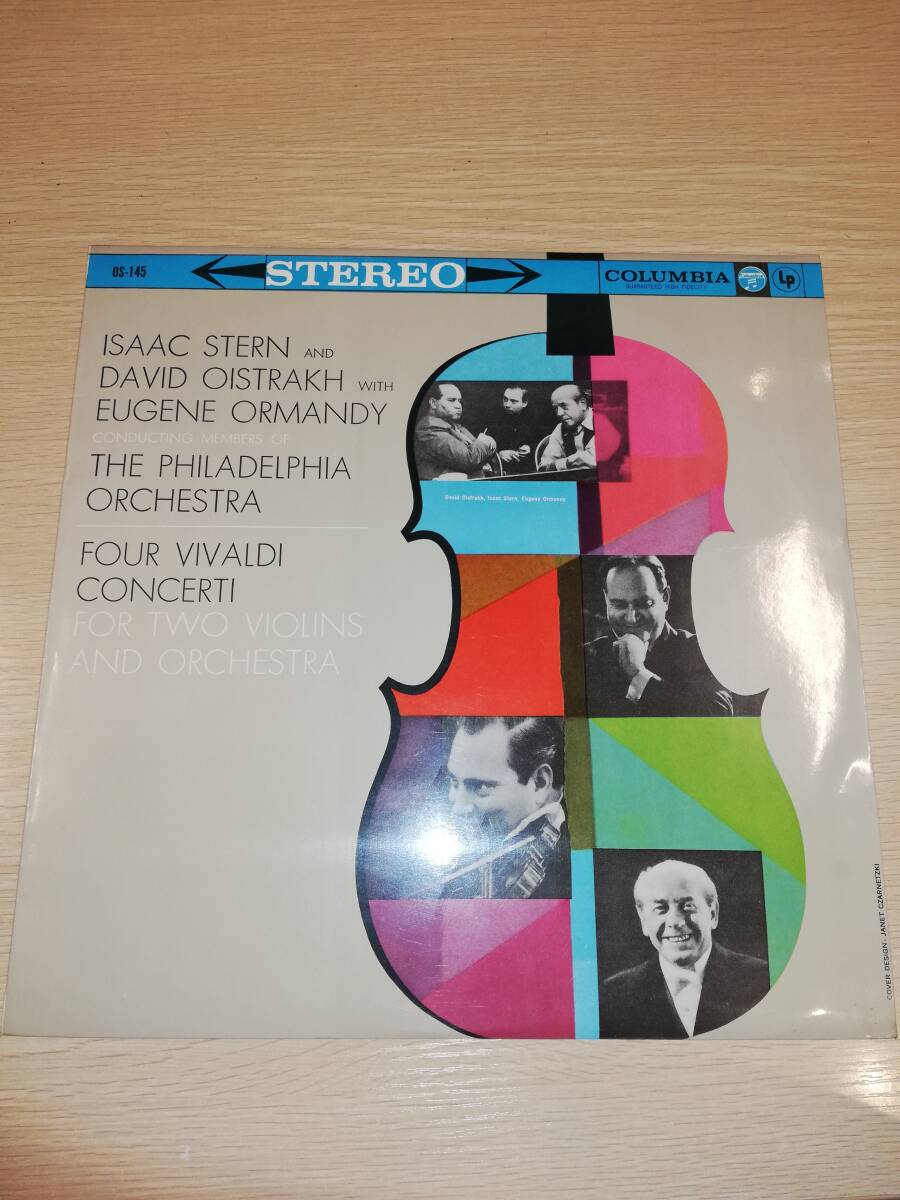 OS-145
STEREO
COLUMBIA
GUARANTEED HIGH FIDELITY
LP
ISAAC STERN AND
DAVID OISTRAKH WITH
EUGENE ORMANDY
CONDUCTING MEMBERS OF
THE PHILADELPHIA
ORCHESTRA
FOUR VIVALDI
CONCERTI
FOR TWO VIOLINS
AND ORCHESTRA
David Oistrakh, Isaac Stern, Eugene Ormandy
COVER DESIGN · JANET CZARNETZKI